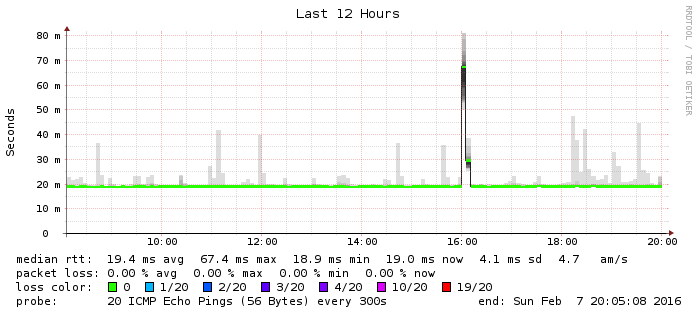 Last 12 Hours
RRDTOOL / TOBI OETIKER
Seconds
80 m
70 m
60 m
50 m
40 m
30 m
20 m
10 m
0
10:00 12:00 14:00 16:00 18:00 20:00
median rtt: 19.4 ms avg 67.4 ms max 18.9 ms min 19.0 ms now 4.1 ms sd 4.7 am/s
packet loss: 0.00 % avg 0.00 % max 0.00 % min 0.00 % now
loss color: 0 1/20 2/20 3/20 4/20 10/20 19/20
probe: 20 ICMP Echo Pings (56 Bytes) every 300s end: Sun Feb 7 20:05:08 2016